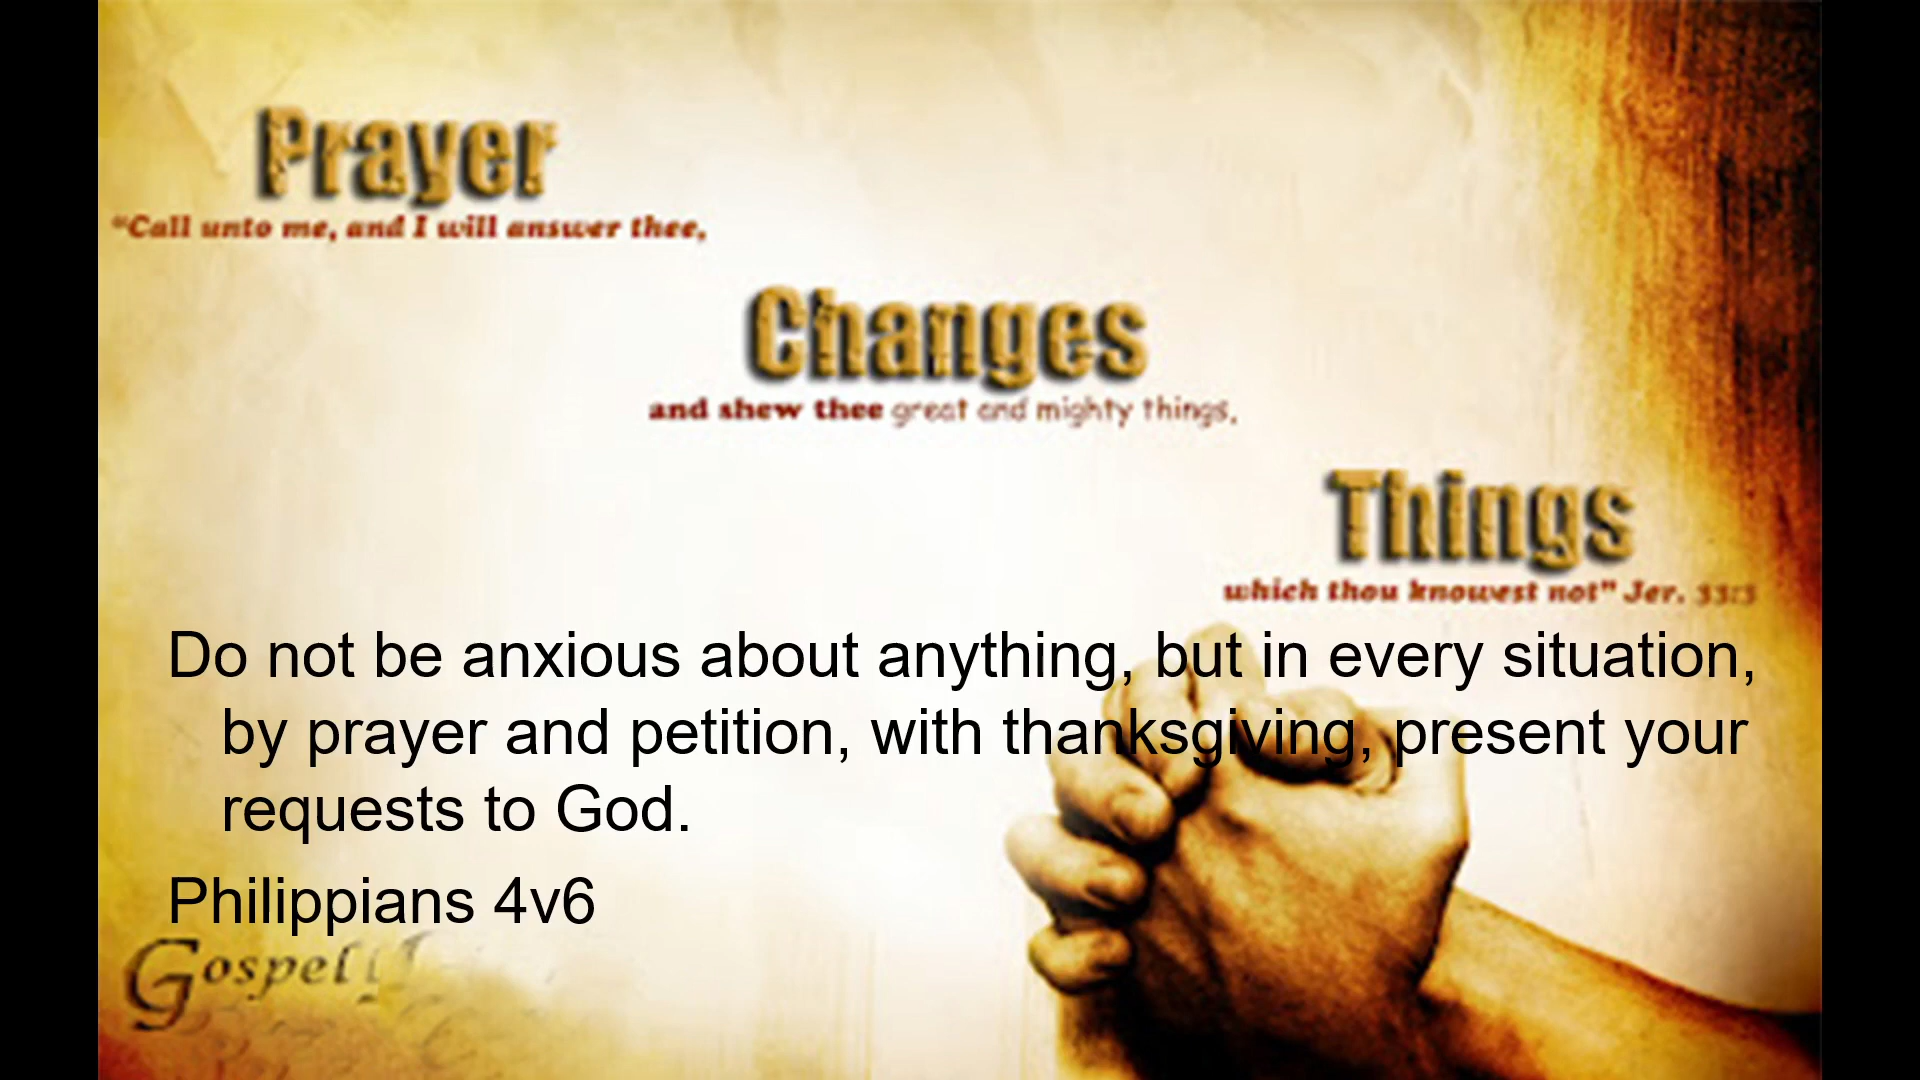 Prayer
"Call unto me, and I will answer thee,
Changes
and shew thee great and mighty things,
Things
which thou knowest not" Jer. 33:3
Do not be anxious about anything, but in every situation,
by prayer and petition, with thanksgiving, present your
requests to God.
Philippians 4v6
Gospel